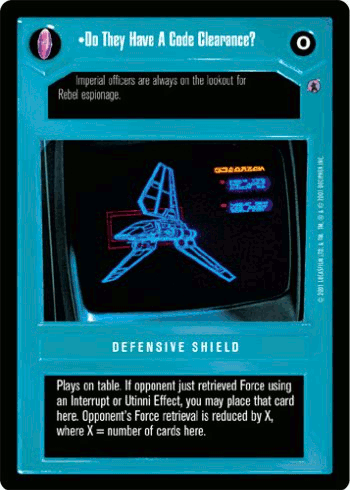 •Do They Have A Code Clearance?
O
Imperial officers are always on the lookout for
Rebel espionage.
DEFENSIVE SHIELD
Plays on table. If opponent just retrieved Force using
an Interrupt or Utinni Effect, you may place that card
here. Opponent's Force retrieval is reduced by X,
where X = number of cards here.